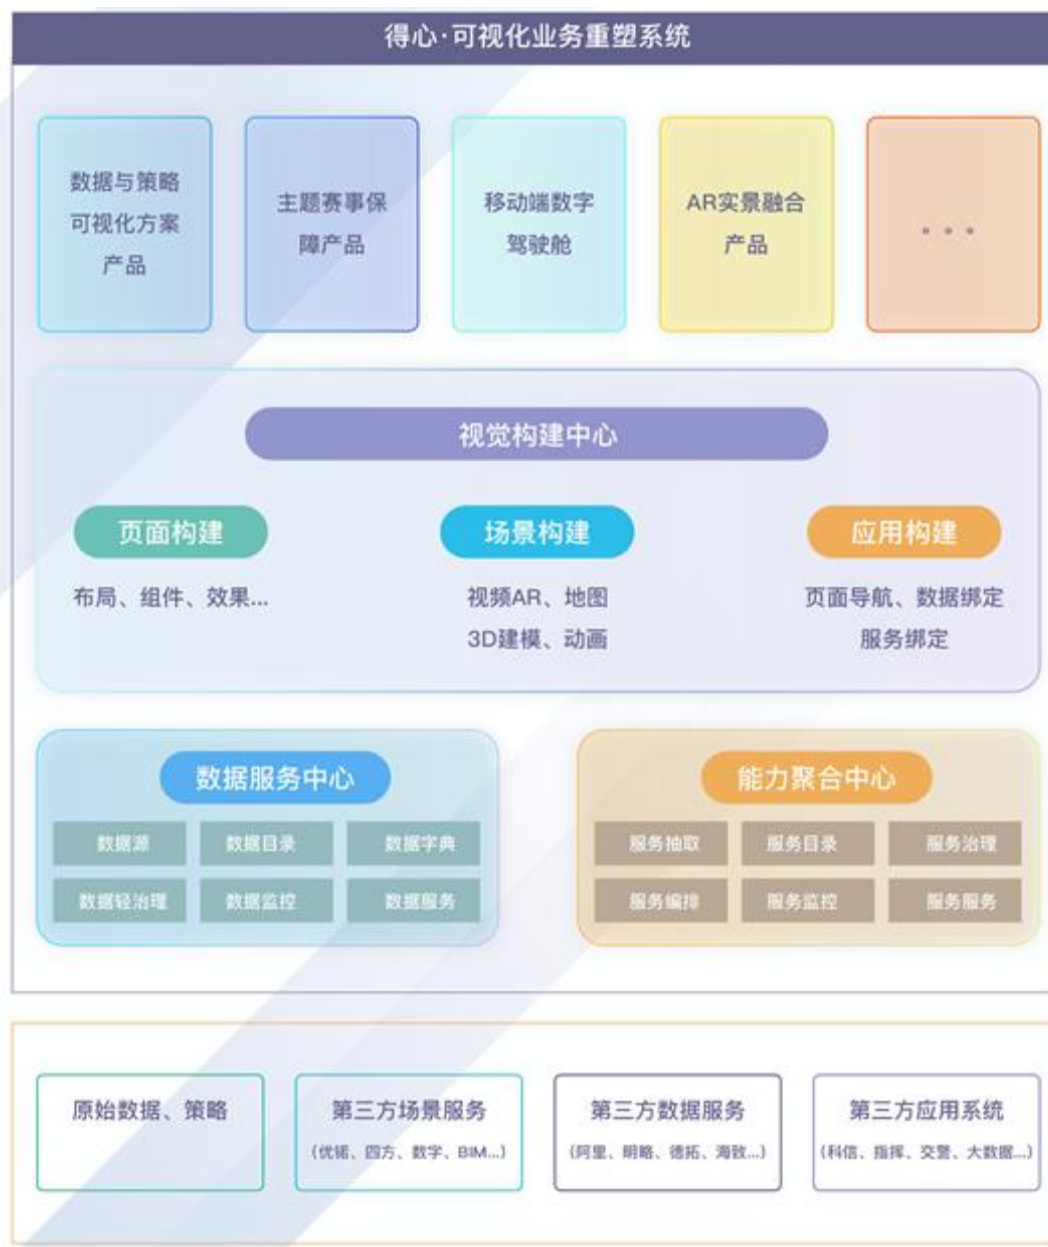 得心·可视化业务重塑系统
数据与策略
可视化方案
产品
主题赛事保
障产品
移动端数字
驾驶舱
AR实景融合
产品
。。。
视觉构建中心
页面构建
布局、组件、效果...
场景构建
视频AR、地图
3D建模、动画
应用构建
页面导航、数据绑定
服务绑定
数据服务中心
数据源
数据目录
数据字典
数据轻治理
数据监控
数据服务
能力聚合中心
服务抽取
服务目录
服务治理
服务编排
服务监控
服务服务
原始数据、策略
第三方场景服务
(优锘、四方、数字、BIM...)
第三方数据服务
(阿里、明略、德拓、海致...)
第三方应用系统
(科信、指挥、交警、大数据...)